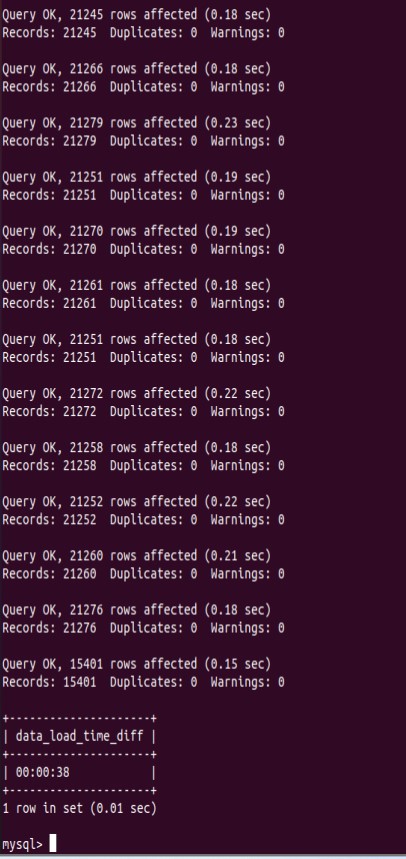 Query OK, 21245 rows affected (0.18 sec)
Records: 21245  Duplicates: 0  Warnings: 0
Query OK, 21266 rows affected (0.18 sec)
Records: 21266  Duplicates: 0  Warnings: 0
Query OK, 21279 rows affected (0.23 sec)
Records: 21279  Duplicates: 0  Warnings: 0
Query OK, 21251 rows affected (0.19 sec)
Records: 21251  Duplicates: 0  Warnings: 0
Query OK, 21270 rows affected (0.19 sec)
Records: 21270  Duplicates: 0  Warnings: 0
Query OK, 21261 rows affected (0.18 sec)
Records: 21261  Duplicates: 0  Warnings: 0
Query OK, 21251 rows affected (0.18 sec)
Records: 21251  Duplicates: 0  Warnings: 0
Query OK, 21272 rows affected (0.22 sec)
Records: 21272  Duplicates: 0  Warnings: 0
Query OK, 21258 rows affected (0.18 sec)
Records: 21258  Duplicates: 0  Warnings: 0
Query OK, 21252 rows affected (0.22 sec)
Records: 21252  Duplicates: 0  Warnings: 0
Query OK, 21260 rows affected (0.21 sec)
Records: 21260  Duplicates: 0  Warnings: 0
Query OK, 21276 rows affected (0.18 sec)
Records: 21276  Duplicates: 0  Warnings: 0
Query OK, 15401 rows affected (0.15 sec)
Records: 15401  Duplicates: 0  Warnings: 0
+---------------------+
| data_load_time_diff |
+---------------------+
| 00:00:38            |
+---------------------+
1 row in set (0.01 sec)
mysql>